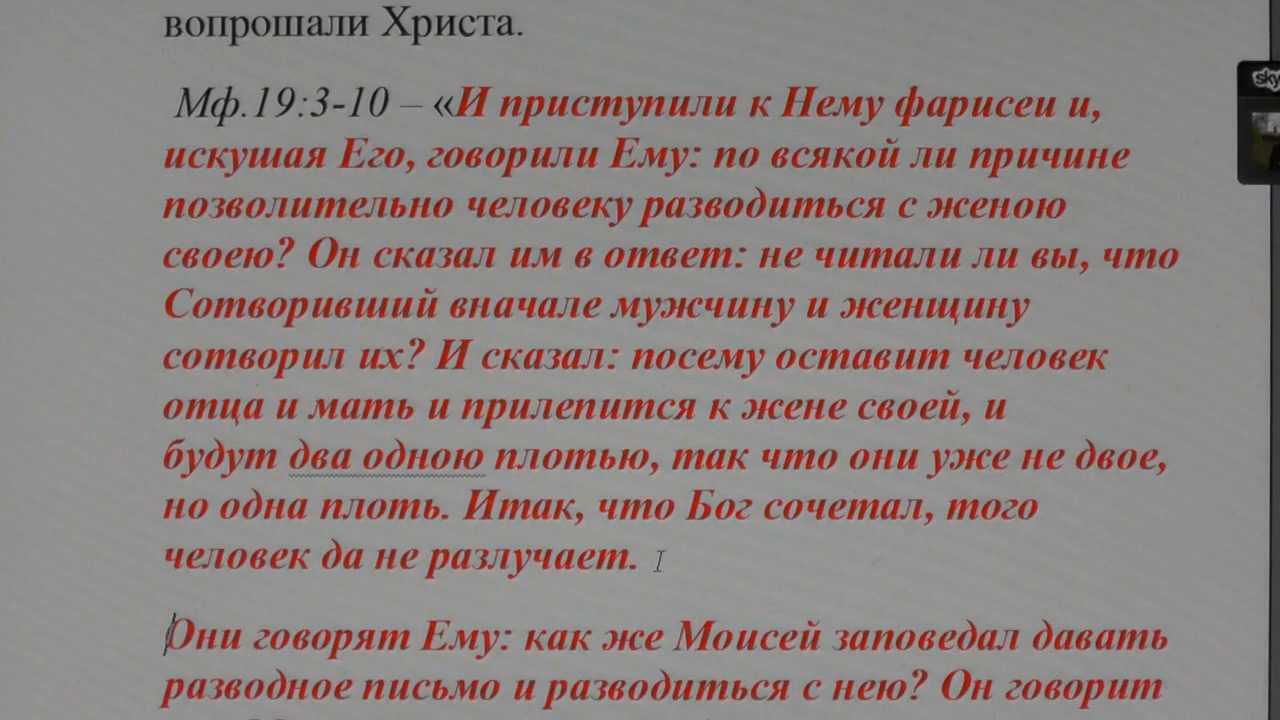 вопрошали Христа.
Мф.19:3-10 – «И приступили к Нему фарисеи и,
искушая Его, говорили Ему: по всякой ли причине
позволительно человеку разводиться с женою
своею? Он сказал им в ответ: не читали ли вы, что
Сотворивший вначале мужчину и женщину
сотворил их? И сказал: посему оставит человек
отца и мать и прилепится к жене своей, и
будут два одною плотью, так что они уже не двое,
но одна плоть. Итак, что Бог сочетал, того
человек да не разлучает.
Они говорят Ему: как же Моисей заповедал давать
разводное письмо и разводиться с нею? Он говорит
sky